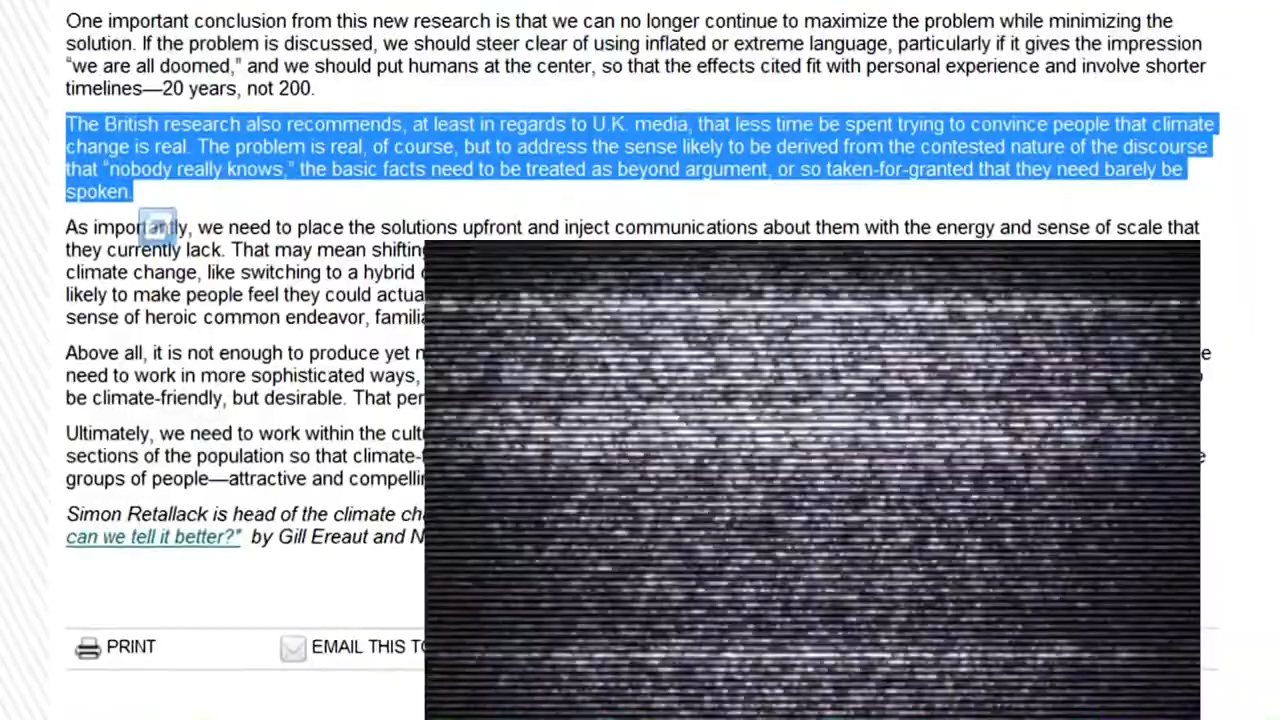 One important conclusion from this new research is that we can no longer continue to maximize the problem while minimizing the
solution. If the problem is discussed, we should steer clear of using inflated or extreme language, particularly if it gives the impression
“we are all doomed,” and we should put humans at the center, so that the effects cited fit with personal experience and involve shorter
timelines—20 years, not 200.
The British research also recommends, at least in regards to U.K. media, that less time be spent trying to convince people that climate
change is real. The problem is real, of course, but to address the sense likely to be derived from the contested nature of the discourse
that “nobody really knows,” the basic facts need to be treated as beyond argument, or so taken-for-granted that they need barely be
spoken.
As importantly, we need to place the solutions upfront and inject communications about them with the energy and sense of scale that
they currently lack. That may mean shifting
climate change, like switching to a hybrid
likely to make people feel they could
sense of heroic common endeavor,
Above all, it is not enough to produce yet
need to work in more sophisticated ways,
be climate-friendly, but desirable. That
Ultimately, we need to work within the
sections of the population so that
groups of people—attractive and
Simon Retallack is head of the climate
can we tell it better?” by Gill Ereaut and
PRINT EMAIL THIS